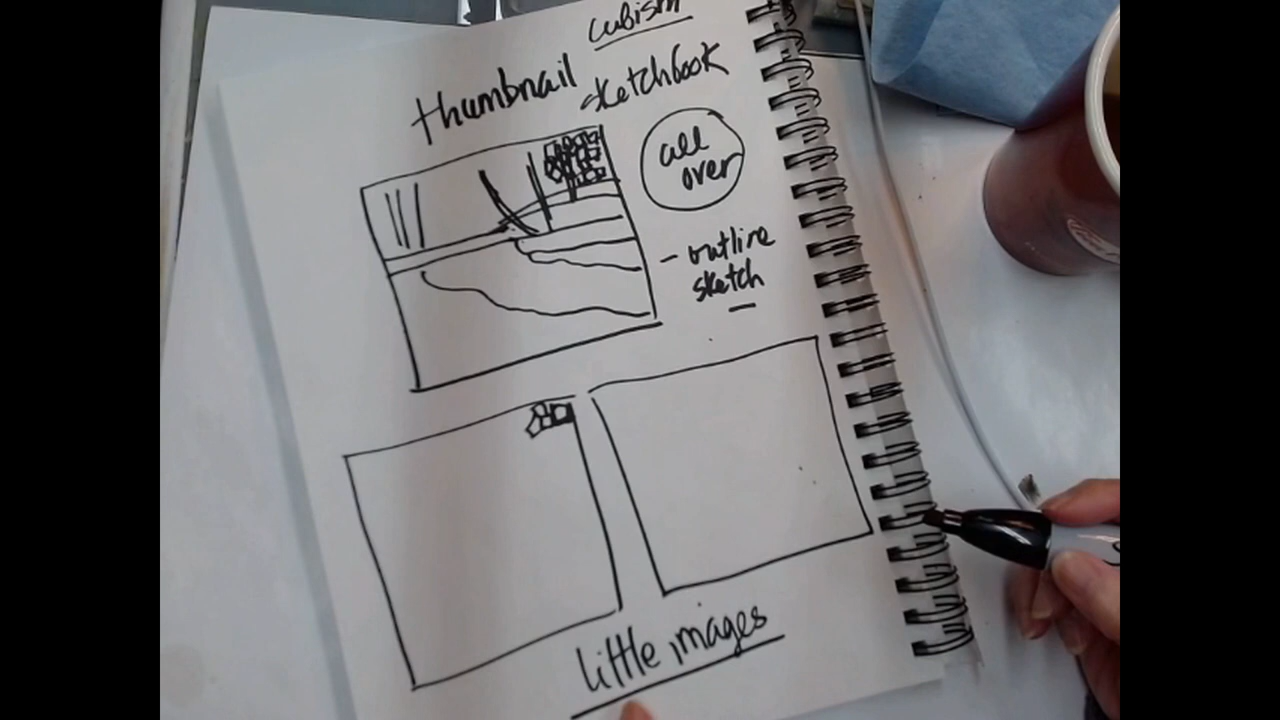 cubism
thumbnail sketchbook
all
over
- outline
sketch
little images